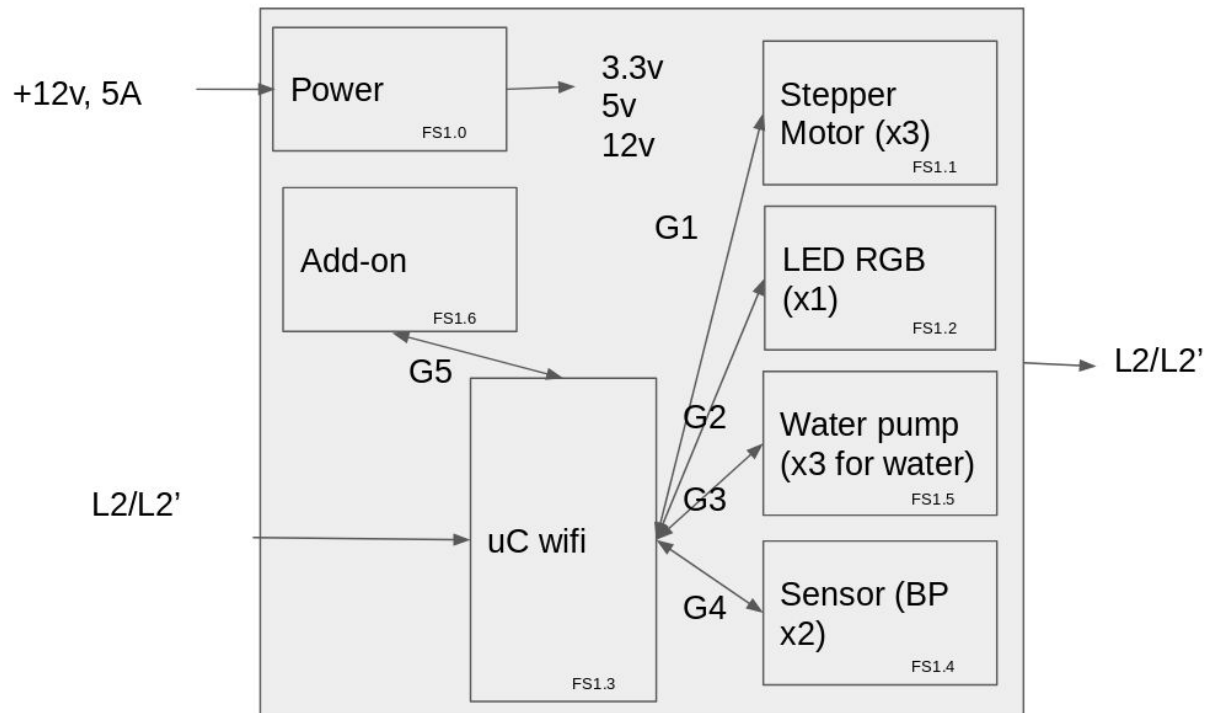 +12v, 5A
Power
FS1.0
3.3v
5v
12v
Stepper
Motor (x3)
FS1.1
Add-on
FS1.6
G1
LED RGB
(x1)
FS1.2
G5
L2/L2’
G2
Water pump
(x3 for water)
FS1.5
G3
L2/L2’
uC wifi
FS1.3
G4
Sensor (BP
x2)
FS1.4